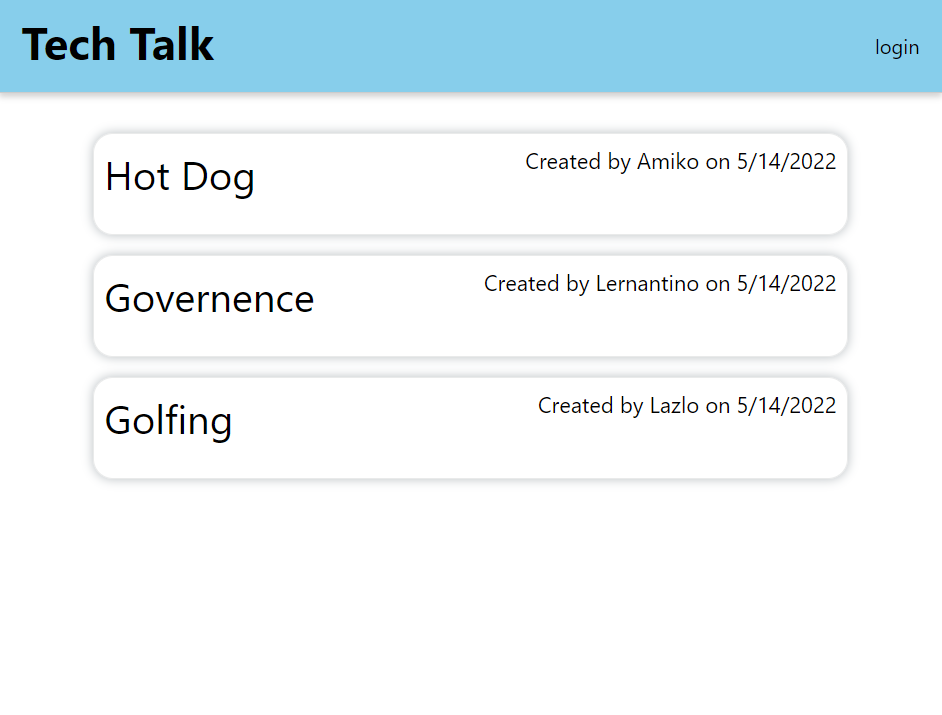 Tech Talk
login
Hot Dog
Created by Amiko on 5/14/2022
Governence
Created by Lernantino on 5/14/2022
Golfing
Created by Lazlo on 5/14/2022